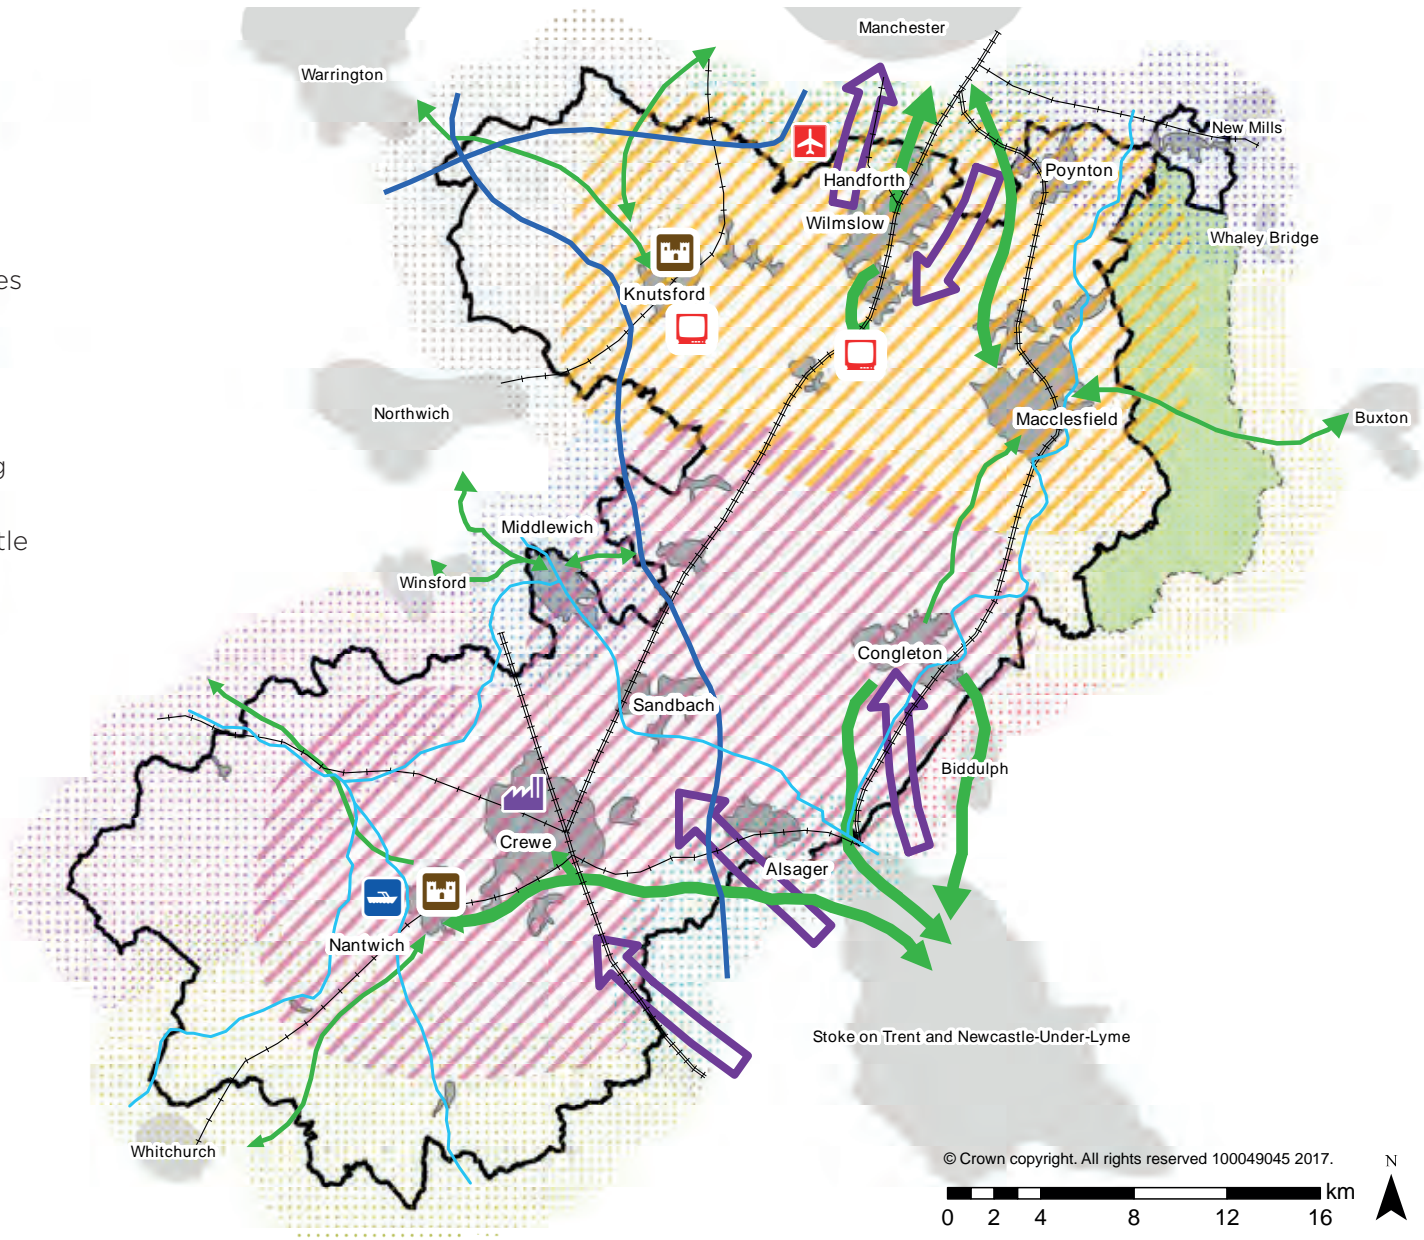 Manchester
Warrington
New Mills
Poynton
Handforth
Wilmslow
Whaley Bridge
es
Knutsford
Northwich
Macclesfield
Buxton
g
Middlewich
tle
Winsford
Congleton
Sandbach
Biddulph
Crewe
Alsager
Nantwich
Stoke on Trent and Newcastle-Under-Lyme
Whitchurch
© Crown copyright. All rights reserved 100049045 2017.
N
km
0 2 4 8 12 16